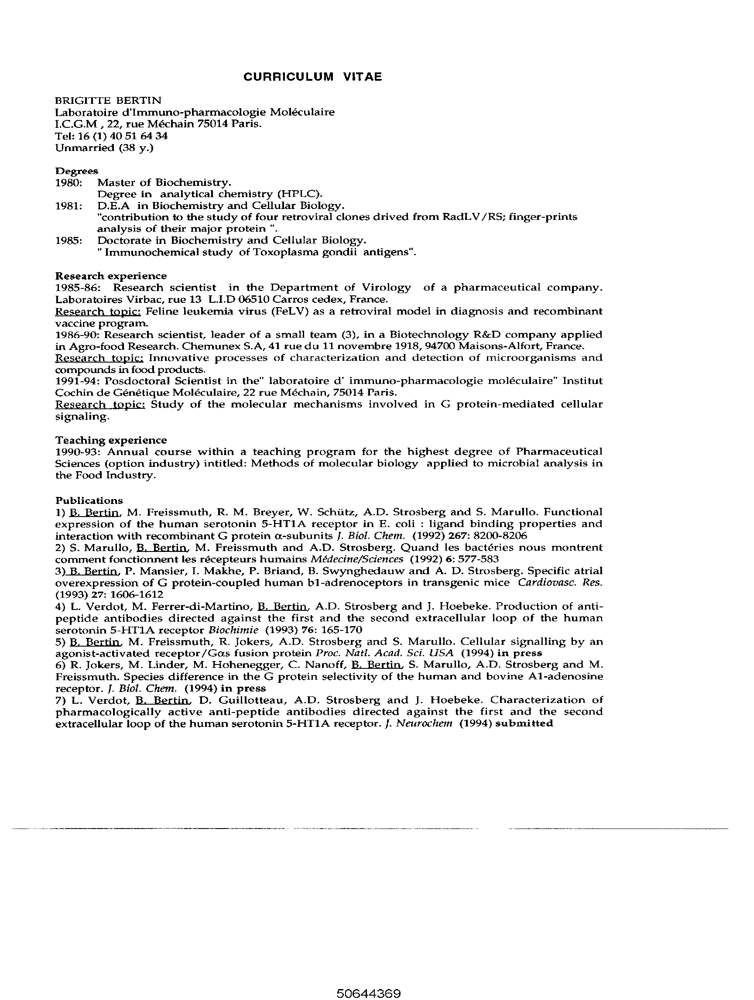 CURRICULUM VITAE
BRIGITTE BERTIN
Laboratoire d'Immuno-pharmacologie Moléculaire
I.C.G.M , 22, rue Méchain 75014 Paris.
Tel: 16 (1) 40 51 64 34
Unmarried (38 y.)
Degrees
1980: Master of Biochemistry.
Degree in analytical chemistry (HPLC).
1981: D.E.A in Biochemistry and Cellular Biology.
"contribution to the study of four retroviral clones drived from RadLV/RS; finger-prints
analysis of their major protein ".
1985: Doctorate in Biochemistry and Cellular Biology.
" Immunochemical study of Toxoplasma gondii antigens".
Research experience
1985-86: Research scientist in the Department of Virology of a pharmaceutical company.
Laboratoires Virbac, rue 13 L.I.D 06510 Carros cedex, France.
Research topic: Feline leukemia virus (FeLV) as a retroviral model in diagnosis and recombinant
vaccine program.
1986-90: Research scientist, leader of a small team (3), in a Biotechnology R&D company applied
in Agro-food Research. Chemunex S.A, 41 rue du 11 novembre 1918, 94700 Maisons-Alfort, France.
Research topic: Innovative processes of characterization and detection of microorganisms and
compounds in food products.
1991-94: Posdoctoral Scientist in the" laboratoire d' immuno-pharmacologie moléculaire" Institut
Cochin de Génétique Moléculaire, 22 rue Méchain, 75014 Paris.
Research topic: Study of the molecular mechanisms involved in G protein-mediated cellular
signaling.
Teaching experience
1990-93: Annual course within a teaching program for the highest degree of Pharmaceutical
Sciences (option industry) intitled: Methods of molecular biology applied to microbial analysis in
the Food Industry.
Publications
1) B. Bertin, M. Freissmuth, R. M. Breyer, W. Schütz, A.D. Strosberg and S. Marullo. Functional
expression of the human serotonin 5-HT1A receptor in E. coli : ligand binding properties and
interaction with recombinant G protein α-subunits J. Biol. Chem. (1992) 267: 8200-8206
2) S. Marullo, B. Bertin, M. Freissmuth and A.D. Strosberg. Quand les bactéries nous montrent
comment fonctionnent les récepteurs humains Médecine/Sciences (1992) 6: 577-583
3) B. Bertin, P. Mansier, I. Makhe, P. Briand, B. Swynghedauw and A. D. Strosberg. Specific atrial
overexpression of G protein-coupled human b1-adrenoceptors in transgenic mice Cardiovasc. Res.
(1993) 27: 1606-1612
4) L. Verdot, M. Ferrer-di-Martino, B. Bertin, A.D. Strosberg and J. Hoebeke. Production of anti-
peptide antibodies directed against the first and the second extracellular loop of the human
serotonin 5-HT1A receptor Biochimie (1993) 76: 165-170
5) B. Bertin, M. Freissmuth, R. Jokers, A.D. Strosberg and S. Marullo. Cellular signalling by an
agonist-activated receptor/Gαs fusion protein Proc. Natl. Acad. Sci. USA (1994) in press
6) R. Jokers, M. Linder, M. Hohenegger, C. Nanoff, B. Bertin, S. Marullo, A.D. Strosberg and M.
Freissmuth. Species difference in the G protein selectivity of the human and bovine A1-adenosine
receptor. J. Biol. Chem. (1994) in press
7) L. Verdot, B. Bertin, D. Guillotteau, A.D. Strosberg and J. Hoebeke. Characterization of
pharmacologically active anti-peptide antibodies directed against the first and the second
extracellular loop of the human serotonin 5-HT1A receptor. J. Neurochem (1994) submitted
50644369